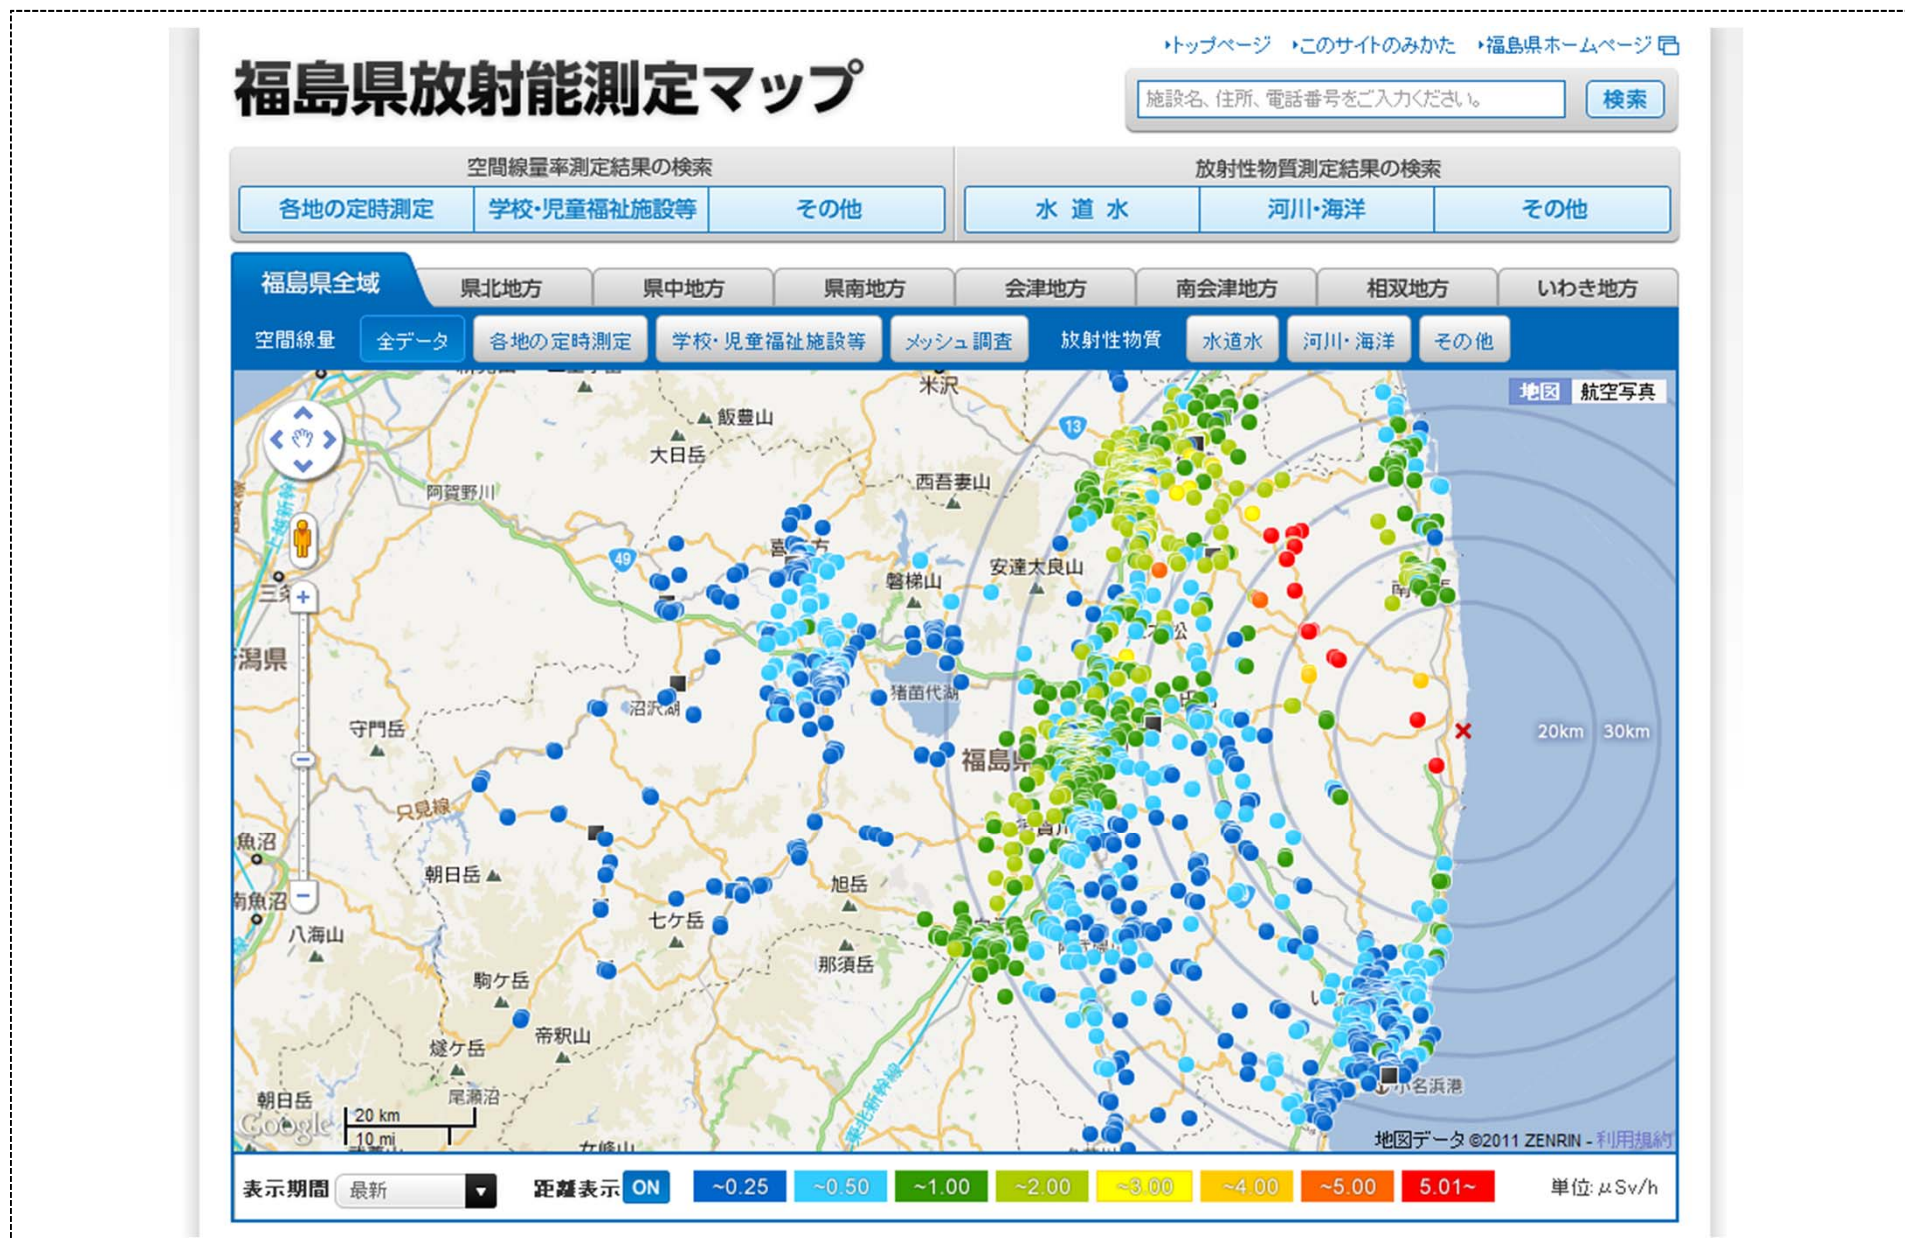 トップページ このサイトのみかた 福島県ホームページ
福島県放射能測定マップ
施設名、住所、電話番号をご入力ください。 検索
空間線量率測定結果の検索 放射性物質測定結果の検索
各地の定時測定 学校・児童福祉施設等 その他 水道水 河川・海洋 その他
福島県全域 県北地方 県中地方 県南地方 会津地方 南会津地方 相双地方 いわき地方
空間線量 全データ 各地の定時測定 学校・児童福祉施設等 メッシュ調査 放射性物質 水道水 河川・海洋 その他
米沢
地図 航空写真
飯豊山
13
大日岳
西吾妻山
阿賀野川
49
安達太良山
磐梯山
潟県
猪苗代湖
沼沢湖
守門岳
20km 30km
福島県
只見線
魚沼
朝日岳
旭岳
南魚沼
七ケ岳
八海山
那須岳
駒ケ岳
帝釈山
燧ケ岳
小名浜港
尾瀬沼
朝日岳
東北新幹線
20 km
Google
10 mi
女峰山
地図データ ©2011 ZENRIN - 利用規約
表示期間 最新 距離表示 ON ~0.25 ~0.50 ~1.00 ~2.00 ~3.00 ~4.00 ~5.00 5.01~ 単位:μSv/h